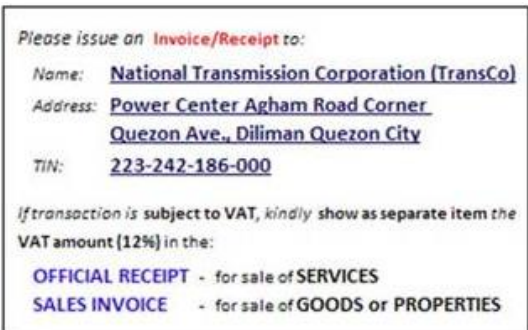 Please issue an Invoice/Receipt to:
Name: National Transmission Corporation (TransCo)
Address: Power Center Agham Road Corner
Quezon Ave., Diliman Quezon City
TIN: 223-242-186-000
If transaction is subject to VAT, kindly show as separate item the
VAT amount (12%) in the:
OFFICIAL RECEIPT - for sale of SERVICES
SALES INVOICE - for sale of GOODS or PROPERTIES